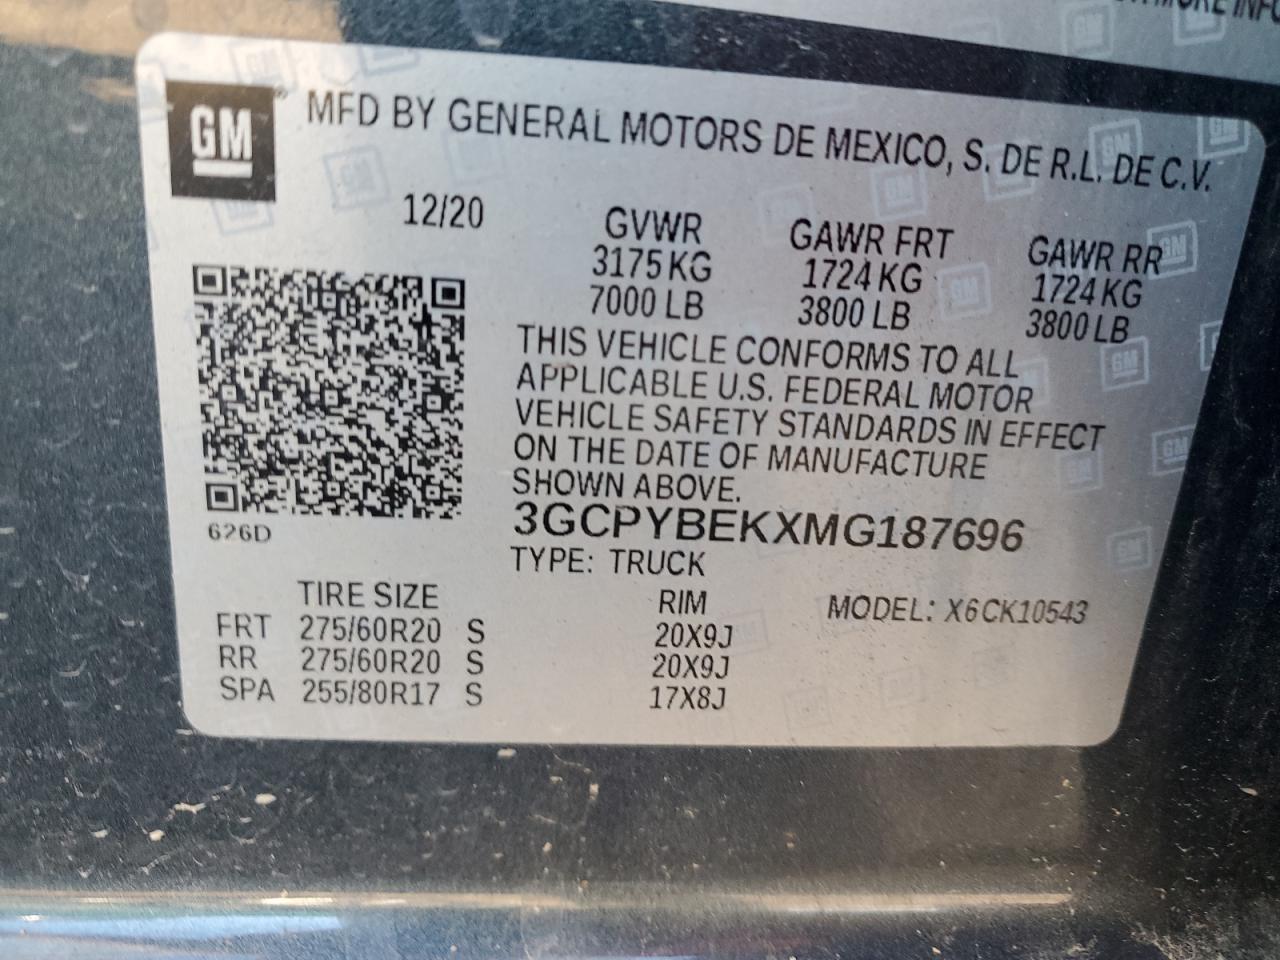 MORE INFO
GM® MFD BY GENERAL MOTORS DE MEXICO, S. DE R.L. DE C.V.
12/20 GVWR GAWR FRT GAWR RR
3175 KG 1724 KG 1724 KG
7000 LB 3800 LB 3800 LB
THIS VEHICLE CONFORMS TO ALL
APPLICABLE U.S. FEDERAL MOTOR
VEHICLE SAFETY STANDARDS IN EFFECT
ON THE DATE OF MANUFACTURE
SHOWN ABOVE.
626D 3GCPYBEKXMG187696
TYPE: TRUCK
TIRE SIZE RIM MODEL: X6CK10543
FRT 275/60R20 S 20X9J
RR 275/60R20 S 20X9J
SPA 255/80R17 S 17X8J